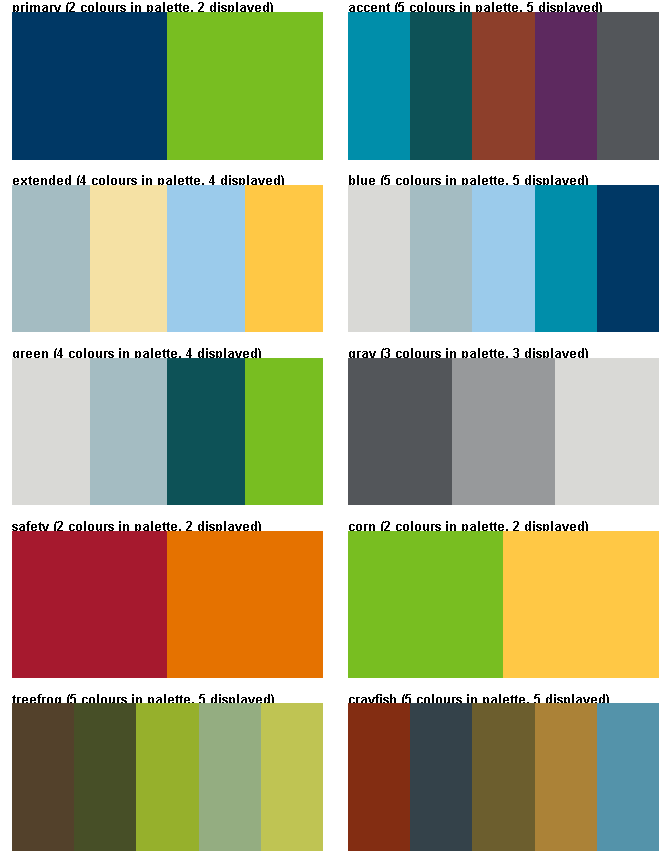 primary (2 colours in palette, 2 displayed)
accent (5 colours in palette, 5 displayed)
extended (4 colours in palette, 4 displayed)
blue (5 colours in palette, 5 displayed)
green (4 colours in palette, 4 displayed)
gray (3 colours in palette, 3 displayed)
safety (2 colours in palette, 2 displayed)
corn (2 colours in palette, 2 displayed)
treefrog (5 colours in palette, 5 displayed)
crayfish (5 colours in palette, 5 displayed)